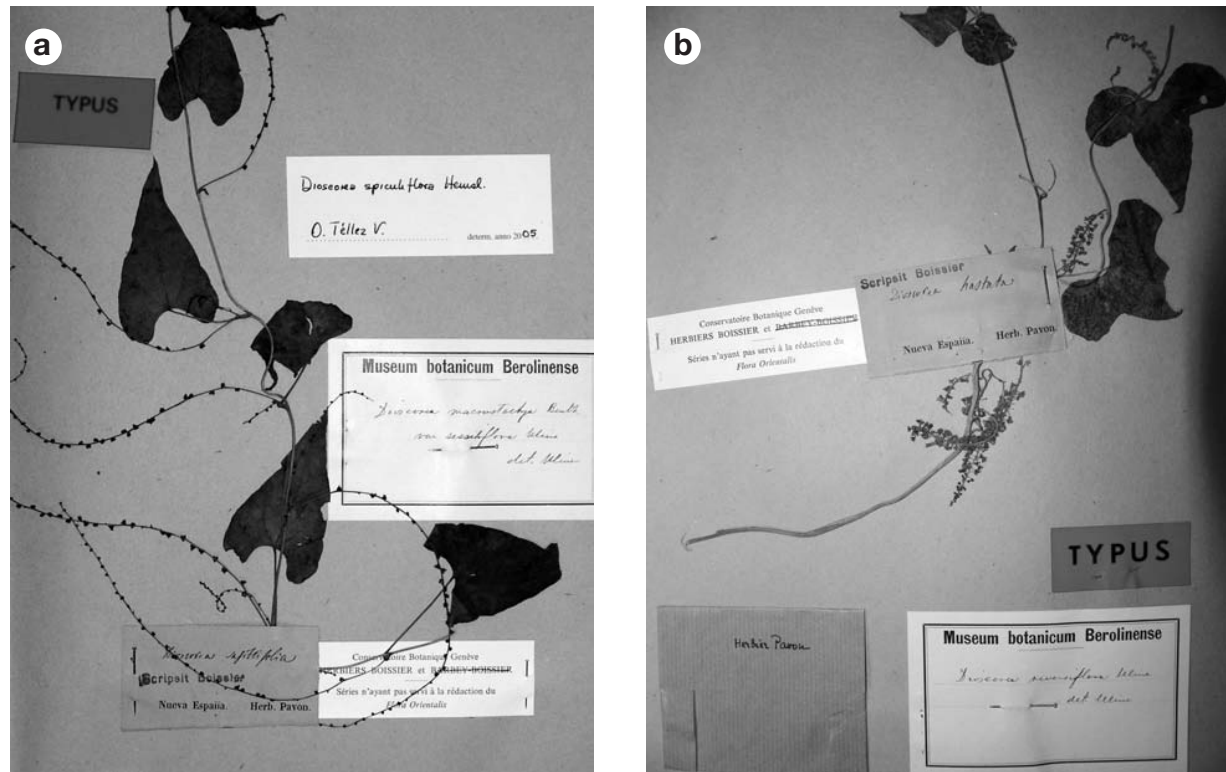 a
TYPUS
Dioscorea spiculiflora Hemsl.
O. Téllez V. determ. anno 2005
Museum botanicum Berolinense
Dioscorea macrostachya Benth.
var sessiliflora Uline
det. Uline
Dioscorea
Scripsit Boissier
Nueva España. Herb. Pavon.
Conservatoire Botanique Genève
HERBIERS BOISSIER et BARBEY-BOISSIER
Séries n'ayant pas servi à la rédaction du
Flora Orientalis
b
Scripsit Boissier
Dioscorea hastata
Nueva España. Herb. Pavon.
Conservatoire Botanique Genève
HERBIERS BOISSIER et BARBEY-BOISSIER
Séries n'ayant pas servi à la rédaction du
Flora Orientalis
TYPUS
Herbier Pavon
Museum botanicum Berolinense
Dioscorea Uline
det Uline